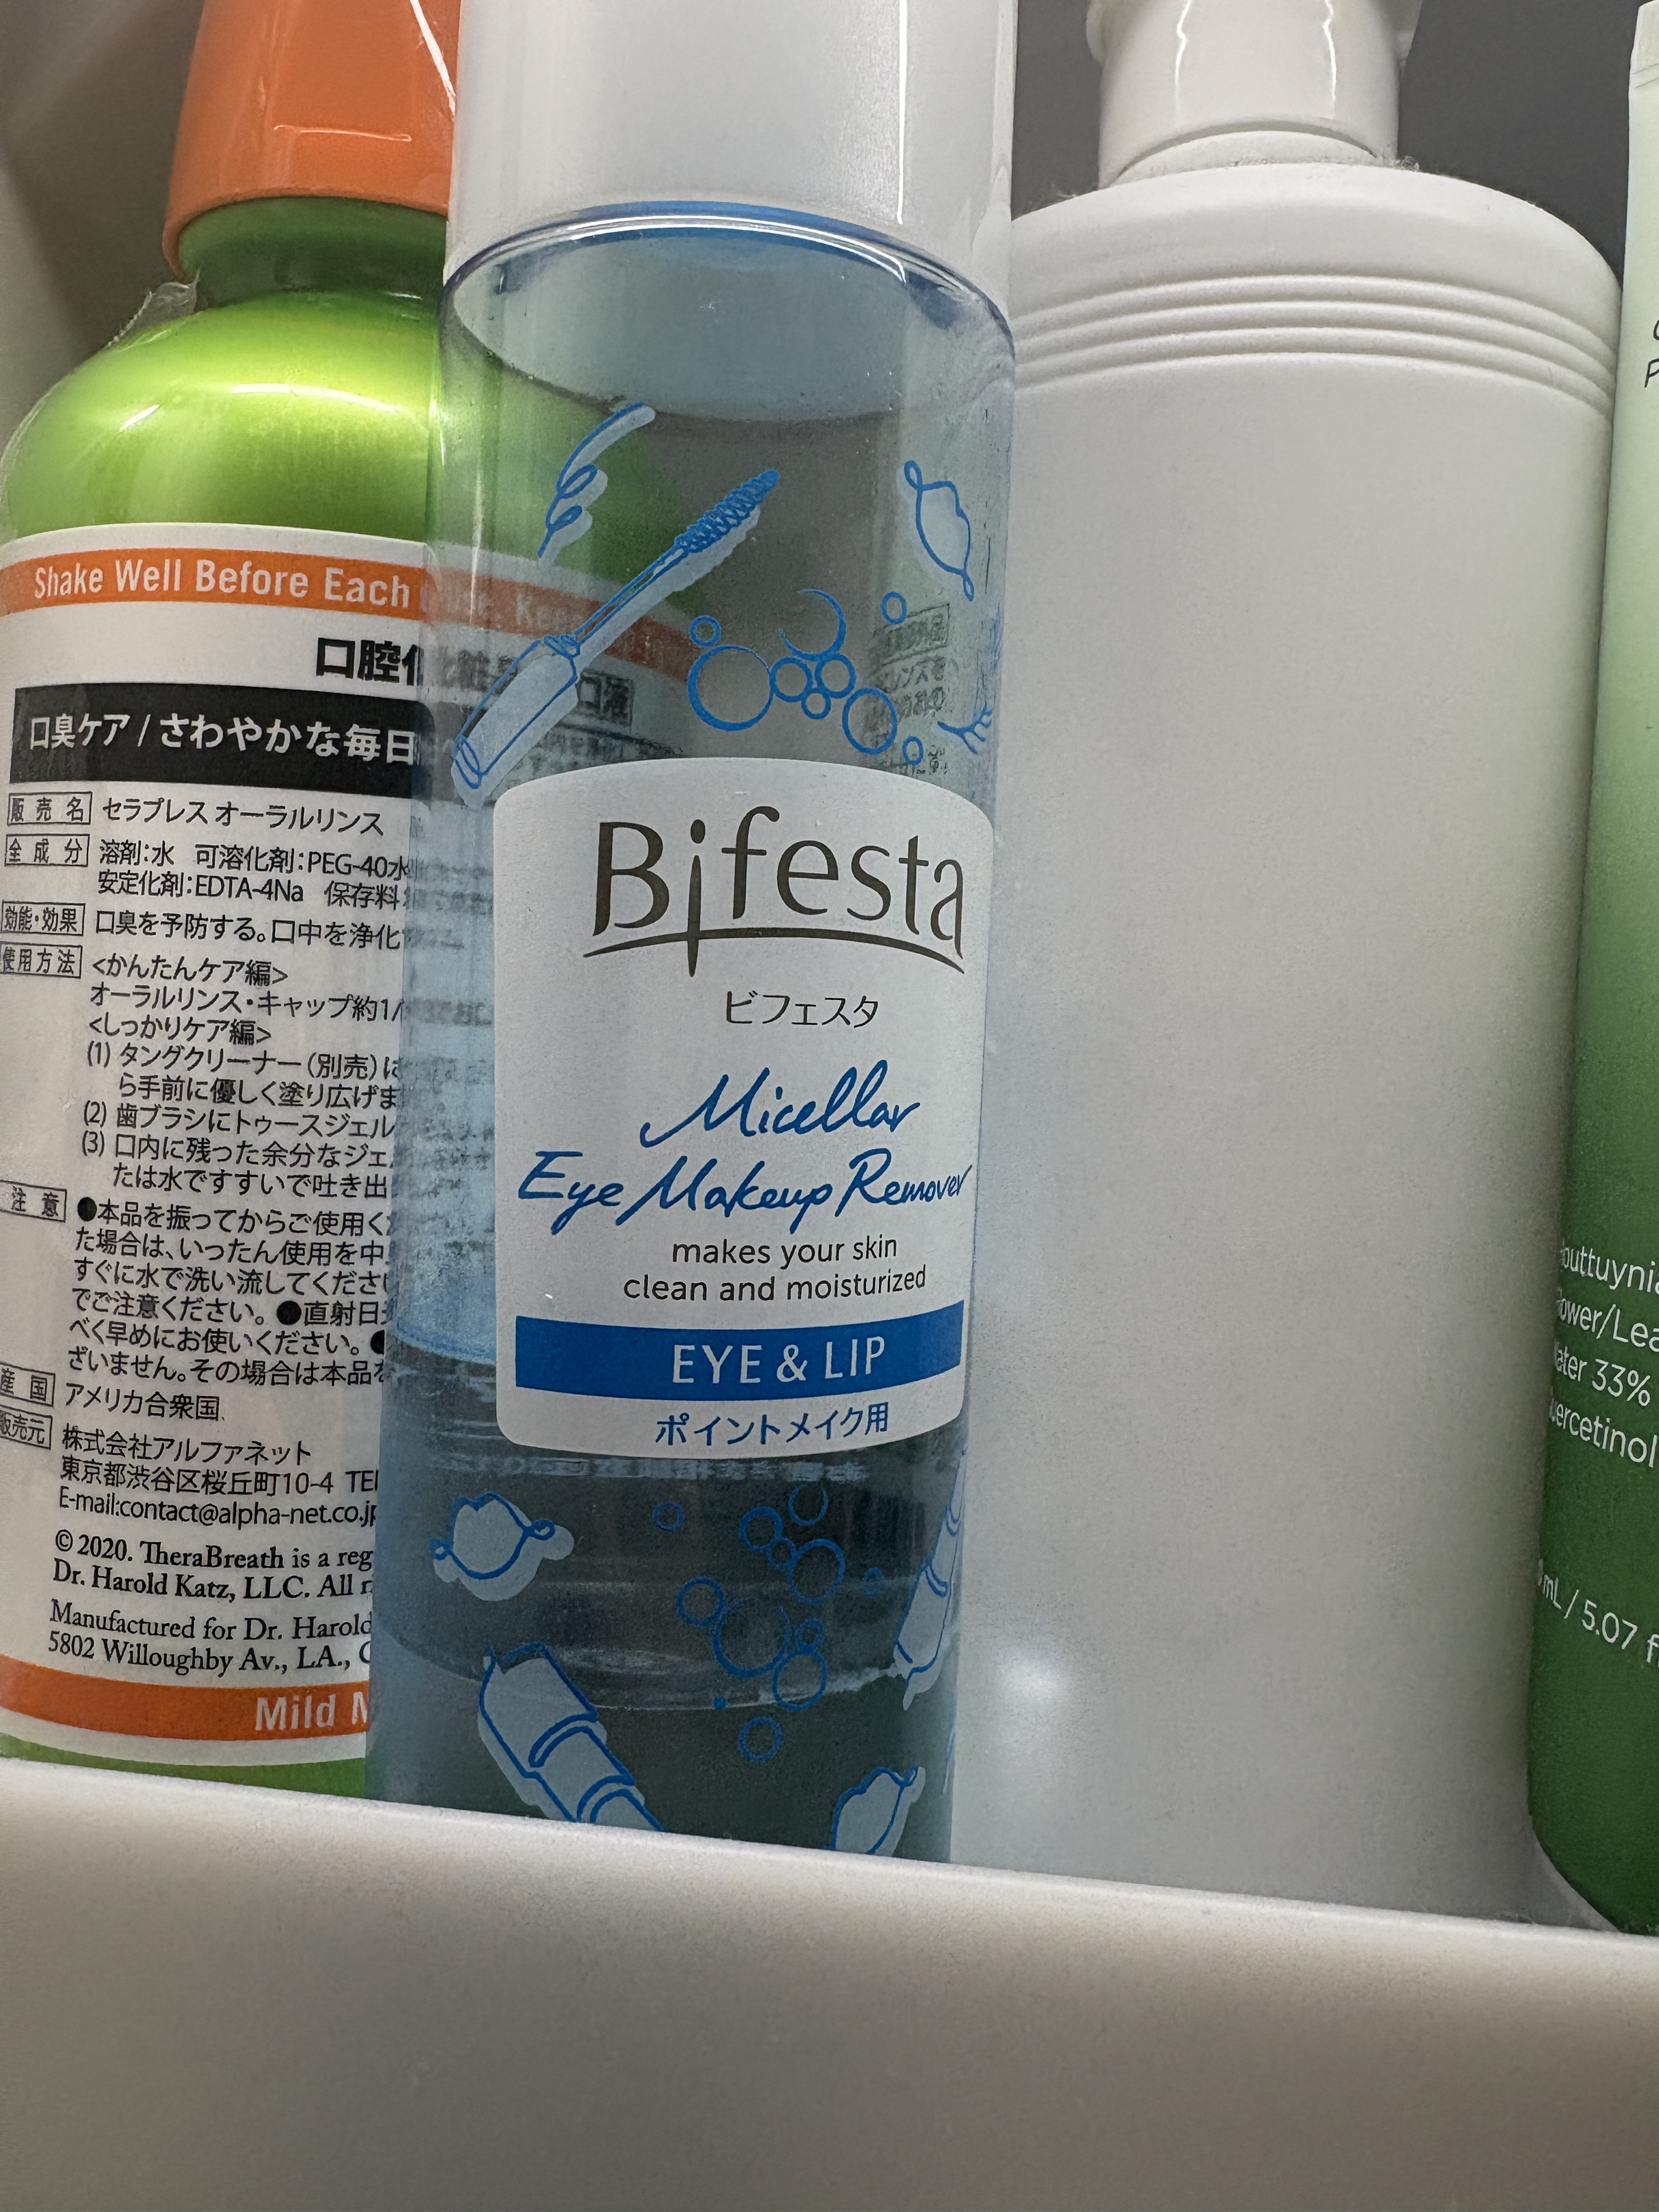 Shake Well Before Each
口腔化粧
口臭ケア / さわやかな毎日
販売名 セラブレス オーラルリンス
全成分 溶剤：水 可溶化剤：PEG-40水
安定化剤：EDTA-4Na 保存料
効能・効果 口臭を予防する。口中を浄化
使用方法 <かんたんケア編>
オーラルリンス・キャップ約1/
<しっかりケア編>
(1) タングクリーナー（別売）に
ら手前に優しく塗り広げま
(2) 歯ブラシにトゥースジェル
(3) 口内に残った余分なジェ
たは水ですすいで吐き出
注意 ●本品を振ってからご使用く
た場合は、いったん使用を中
すぐに水で洗い流してくださ
でご注意ください。●直射日
べく早めにお使いください。●
ざいません。その場合は本品を
産国 アメリカ合衆国
販売元 株式会社アルファネット
東京都渋谷区桜丘町10-4 TEL
E-mail:contact@alpha-net.co.jp
© 2020. TheraBreath is a reg
Dr. Harold Katz, LLC. All r
Manufactured for Dr. Harold
5802 Willoughby Av., LA., C
Mild M
Bifesta
ビフェスタ
Micellar
Eye Makeup Remover
makes your skin
clean and moisturized
EYE & LIP
ポイントメイク用
outtuynia
ower/Lea
ater 33%
ercetinol
mL / 5.07 f